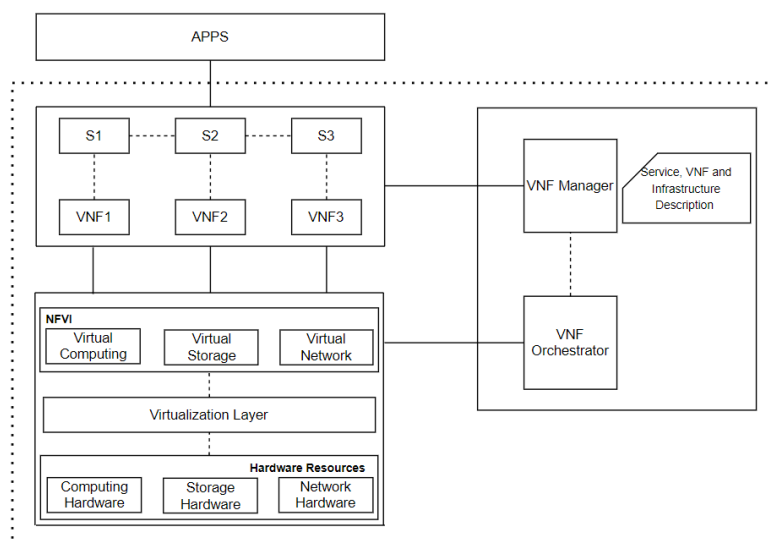 APPS
S1
S2
S3
VNF1
VNF2
VNF3
VNF Manager
Service, VNF and
Infrastructure
Description
VNF
Orchestrator
NFVI
Virtual
Computing
Virtual
Storage
Virtual
Network
Virtualization Layer
Hardware Resources
Computing
Hardware
Storage
Hardware
Network
Hardware